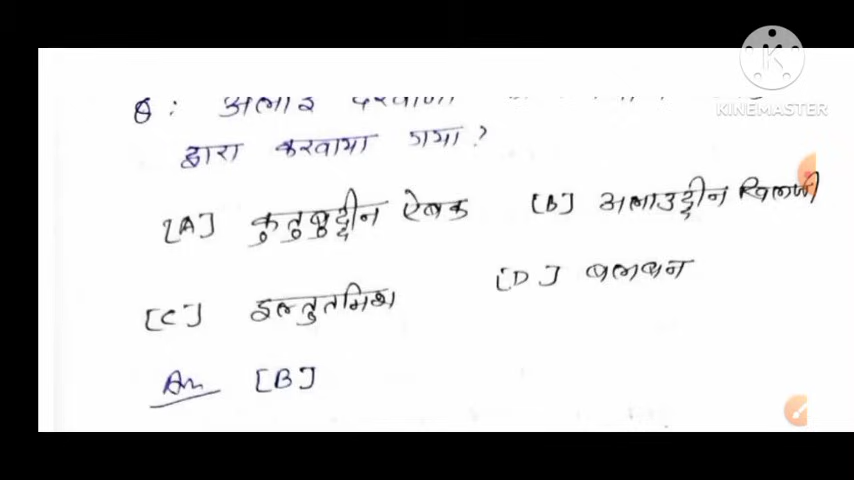 KINEMASTER
Q : अलाई दरवाजा
द्वारा करवाया गया?
[A] कुतुबुद्दीन ऐबक [B] अलाउद्दीन खिलजी
[C] इल्तुतमिश [D] बलबन
Ans [B]